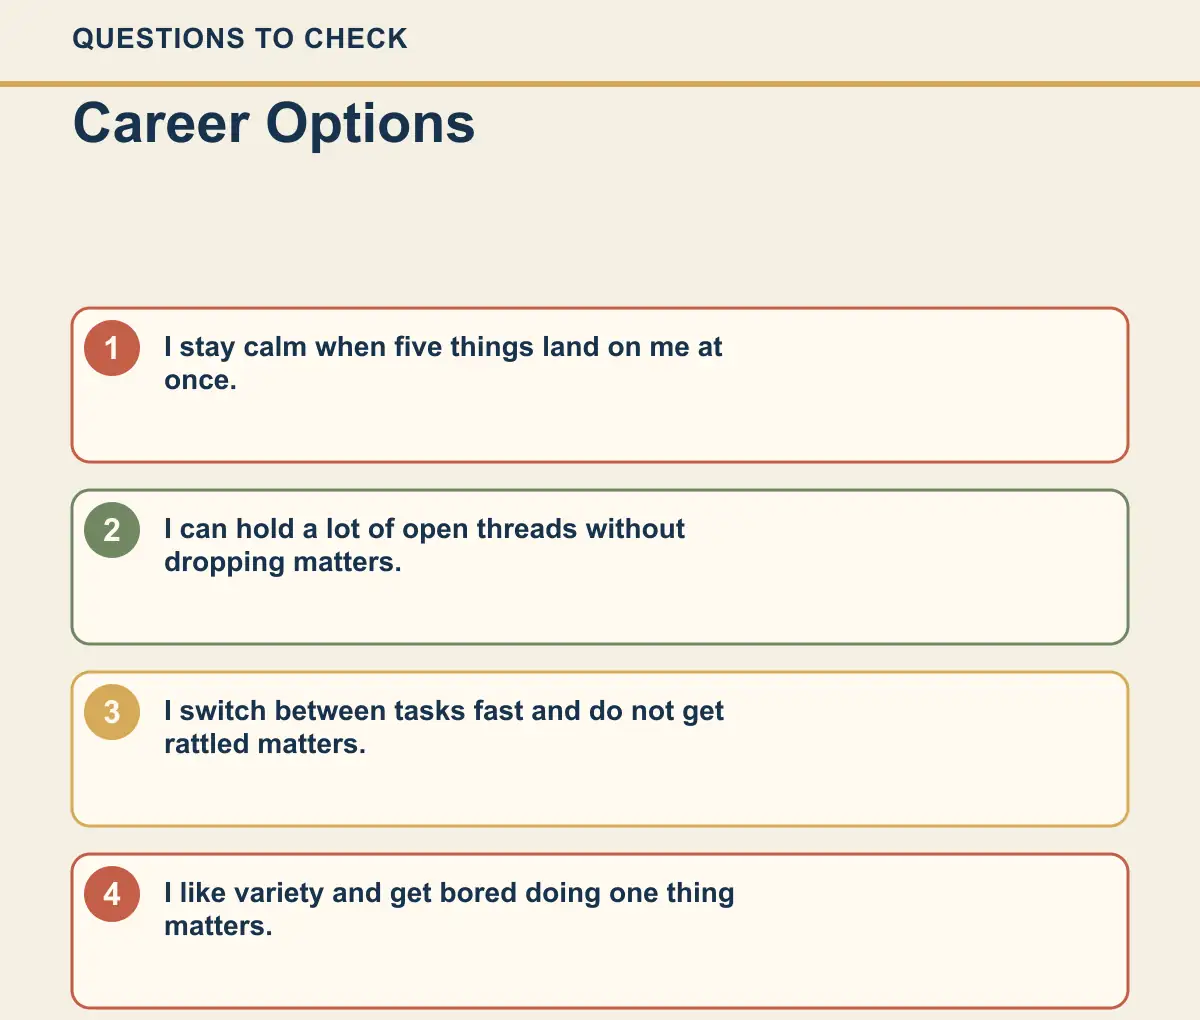 QUESTIONS TO CHECK
Career Options
1
I stay calm when five things land on me at
once.
2
I can hold a lot of open threads without
dropping matters.
3
I switch between tasks fast and do not get
rattled matters.
4
I like variety and get bored doing one thing
matters.